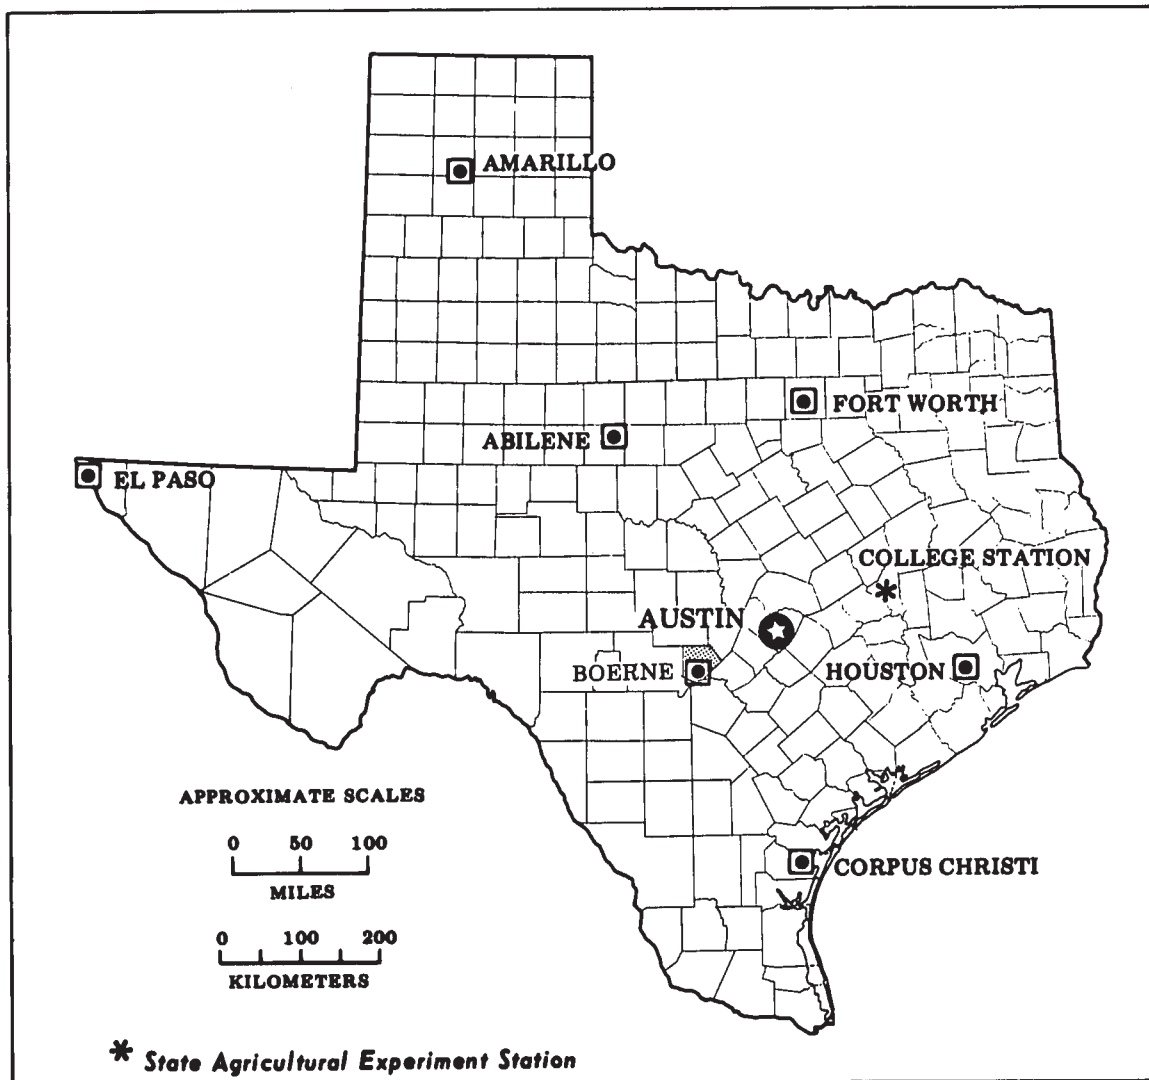 AMARILLO
FORT WORTH
ABILENE
EL PASO
COLLEGE STATION
*
AUSTIN
BOERNE
HOUSTON
APPROXIMATE SCALES
0 50 100
MILES
CORPUS CHRISTI
0 100 200
KILOMETERS
* State Agricultural Experiment Station